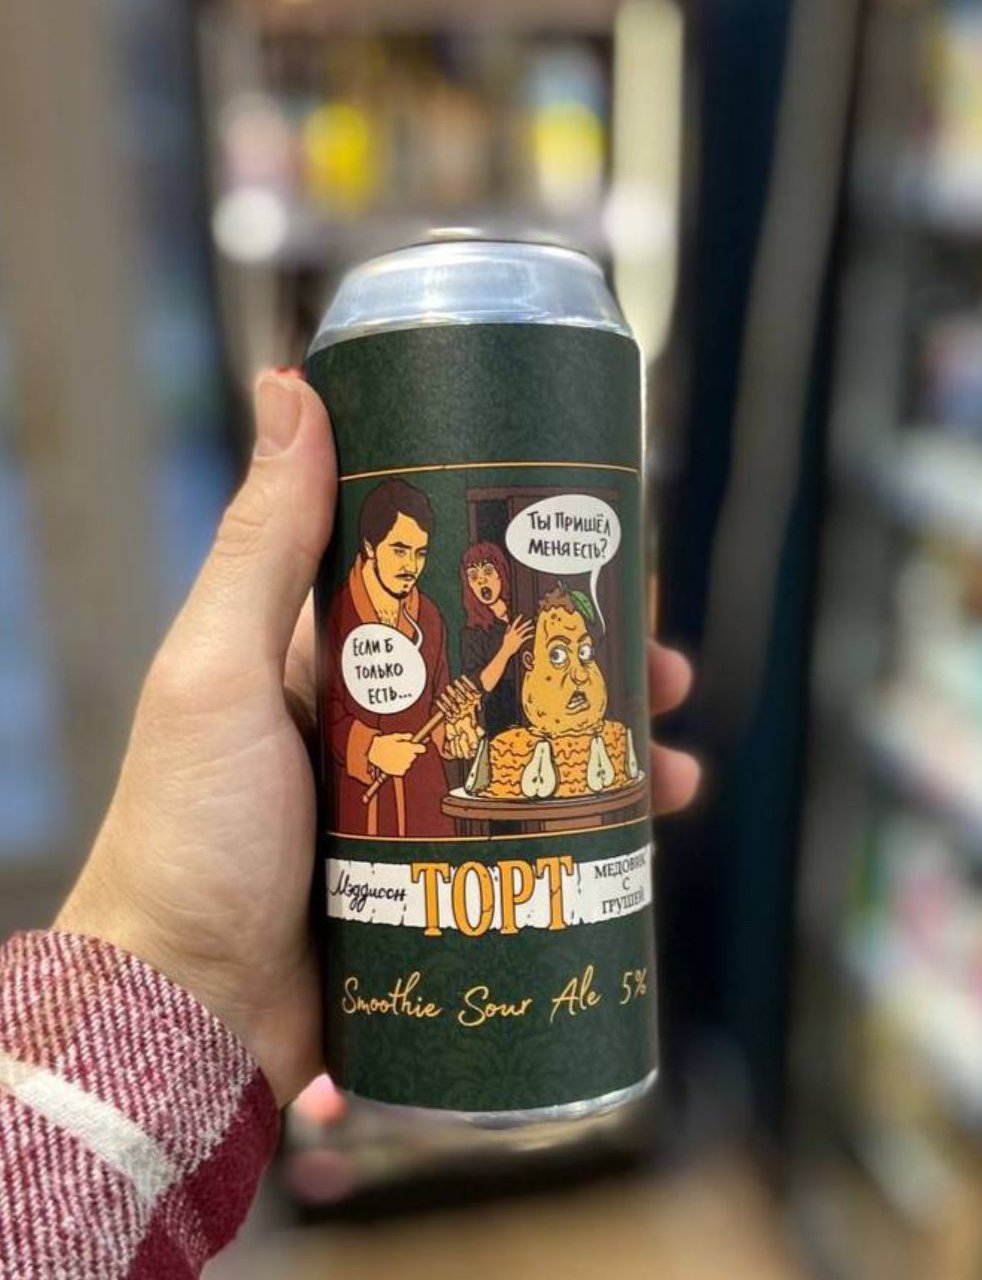 ТЫ ПРИШЁЛ
МЕНЯ ЕСТЬ?
ЕСЛИ Б
ТОЛЬКО
ЕСТЬ...
Мэддисон
ТОРТ
МЕДОВИК
С
ГРУШЕЙ
Smoothie Sour Ale 5%